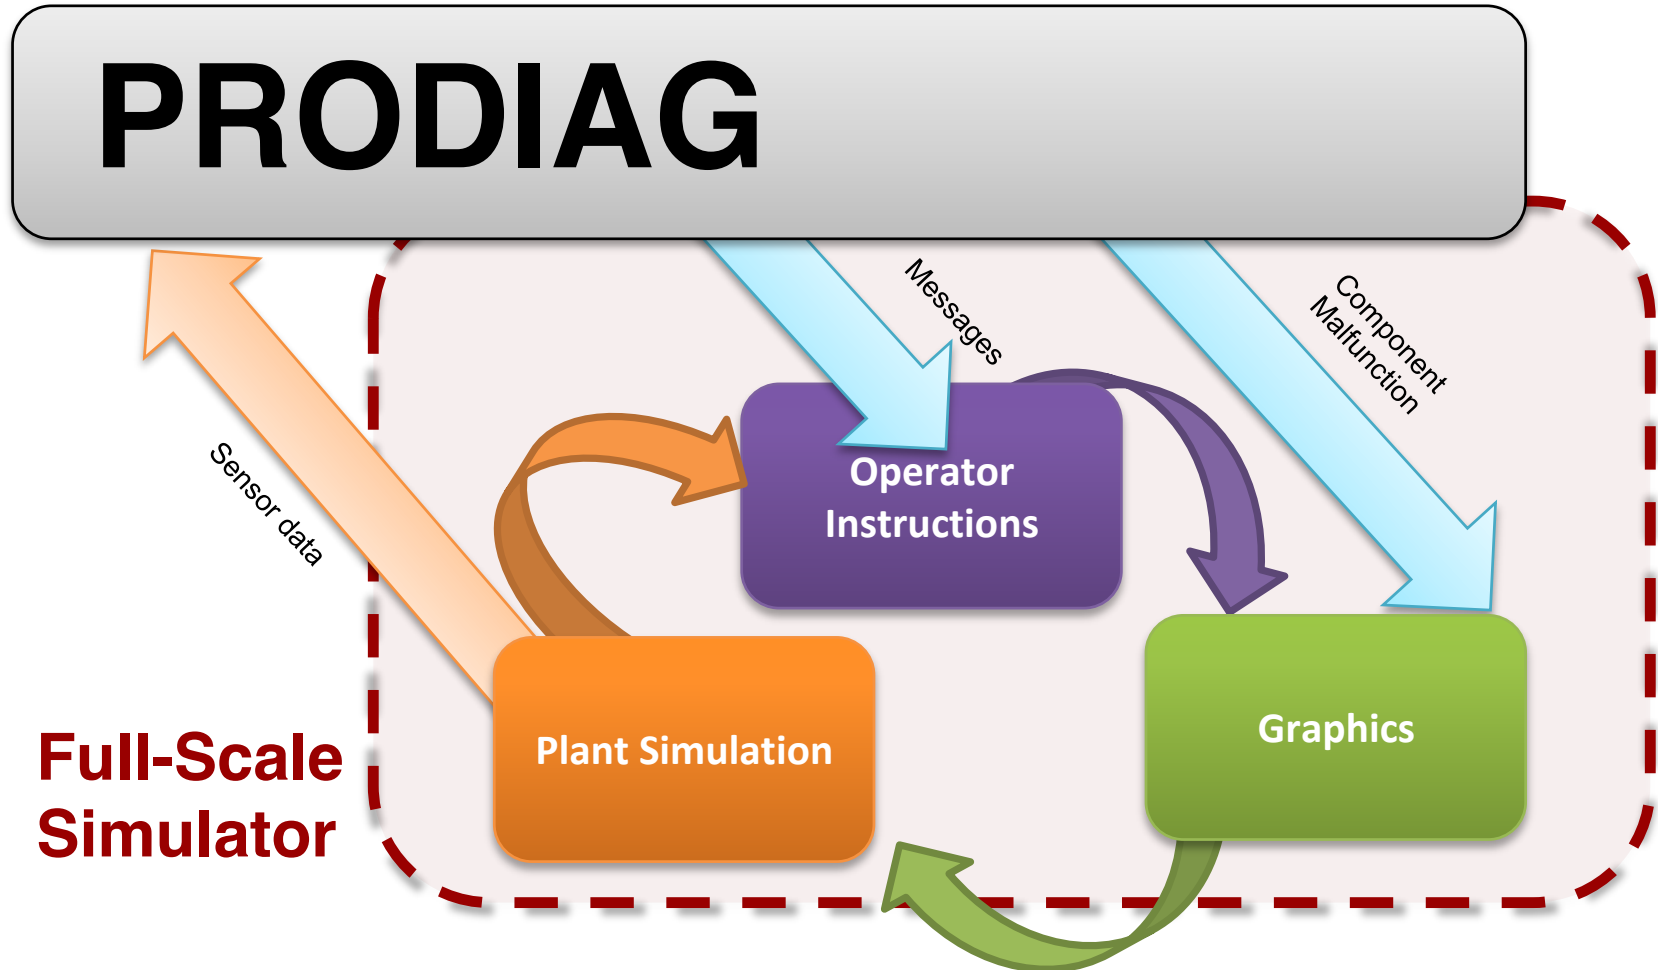 PRODIAG
Messages
Component
Malfunction
Sensor data
Operator
Instructions
Plant Simulation
Graphics
Full-Scale
Simulator